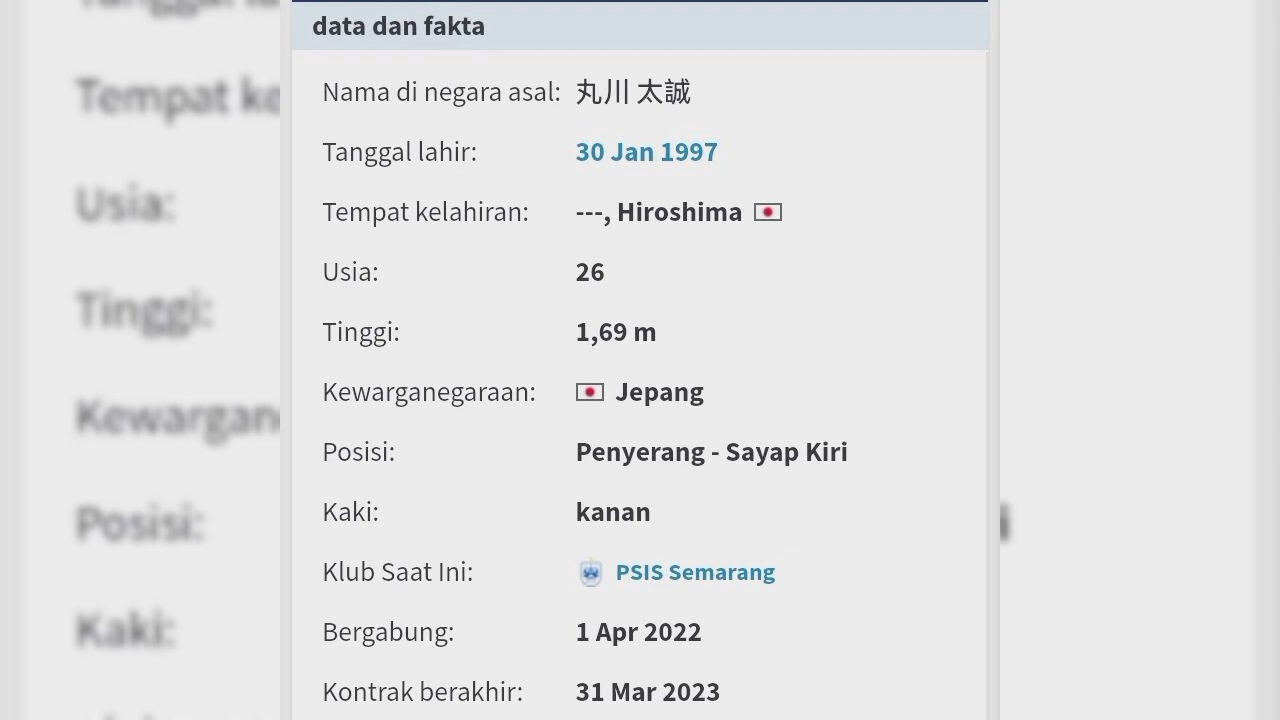 data dan fakta
Nama di negara asal: 丸川 太誠
Tanggal lahir: 30 Jan 1997
Tempat kelahiran: ---, Hiroshima
Usia: 26
Tinggi: 1,69 m
Kewarganegaraan: Jepang
Posisi: Penyerang - Sayap Kiri
Kaki: kanan
Klub Saat Ini: PSIS Semarang
Bergabung: 1 Apr 2022
Kontrak berakhir: 31 Mar 2023